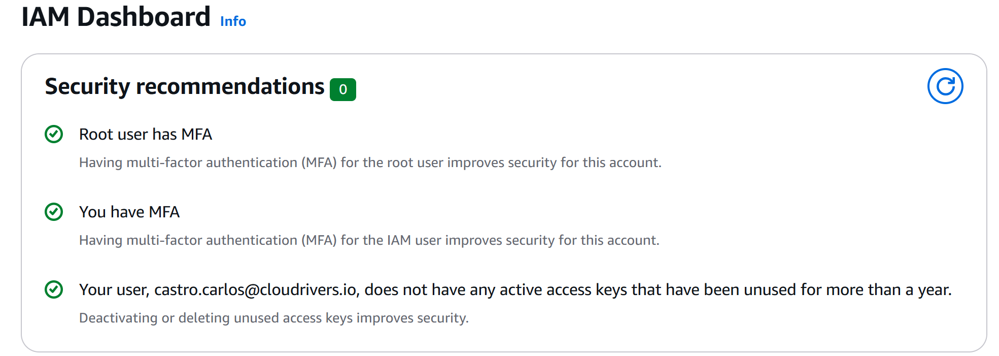 IAM Dashboard Info
Security recommendations 0
Root user has MFA
Having multi-factor authentication (MFA) for the root user improves security for this account.
You have MFA
Having multi-factor authentication (MFA) for the IAM user improves security for this account.
Your user, castro.carlos@cloudrivers.io, does not have any active access keys that have been unused for more than a year.
Deactivating or deleting unused access keys improves security.